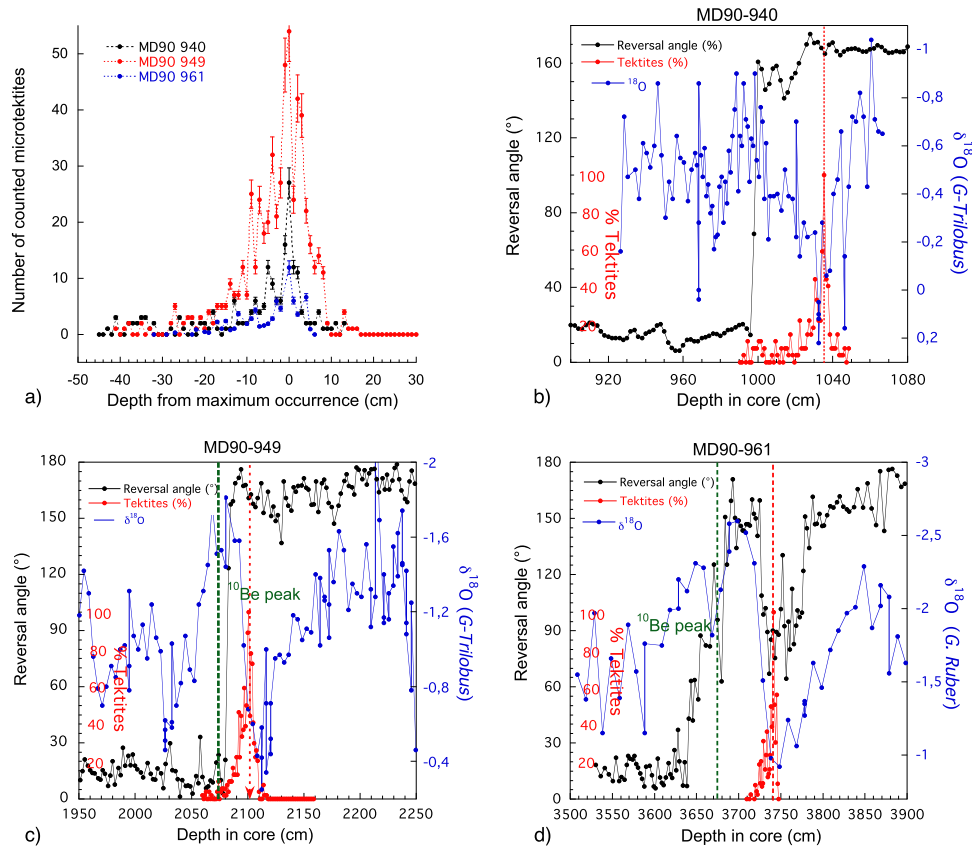 MD90 940
MD90 949
MD90 961
Number of counted microtektites
0
10
20
30
40
50
-50
-40
-30
-20
-10
0
10
20
30
Depth from maximum occurrence (cm)
a)
MD90-940
Reversal angle (%)
Tektites (%)
18O
Reversal angle (°)
0
40
80
120
160
% Tektites
20
40
60
80
100
-1
-0,8
-0,6
-0,4
-0,2
0
0,2
δ18O (G-Trilobus)
920
960
1000
1040
1080
Depth in core (cm)
b)
MD90-949
Reversal angle (°)
Tektites (%)
δ18O
Reversal angle (°)
0
30
60
90
120
150
180
% Tektites
20
40
60
80
100
10Be peak
-2
-1,6
-1,2
-0,8
-0,4
δ18O (G-Trilobus)
1950
2000
2050
2100
2150
2200
2250
Depth in core (cm)
c)
MD90-961
Reversal angle (°)
Tektites (%)
δ18O
Reversal angle (°)
0
30
60
90
120
150
180
% Tektites
20
40
60
80
100
10Be peak
-3
-2,5
-2
-1,5
-1
δ18O (G. Ruber)
3500
3600
3700
3800
3900
Depth in core (cm)
d)